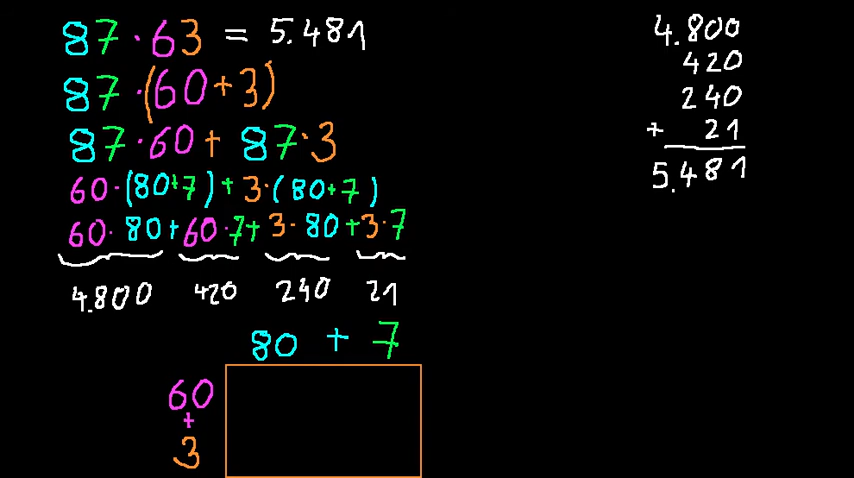 87 · 63 = 5.481
87 · (60 + 3)
87 · 60 + 87 · 3
60 · (80 + 7) + 3 · (80 + 7)
60 · 80 + 60 · 7 + 3 · 80 + 3 · 7
4.800 420 240 21
80 + 7
60
+
3
4.800
420
240
+ 21
5.481